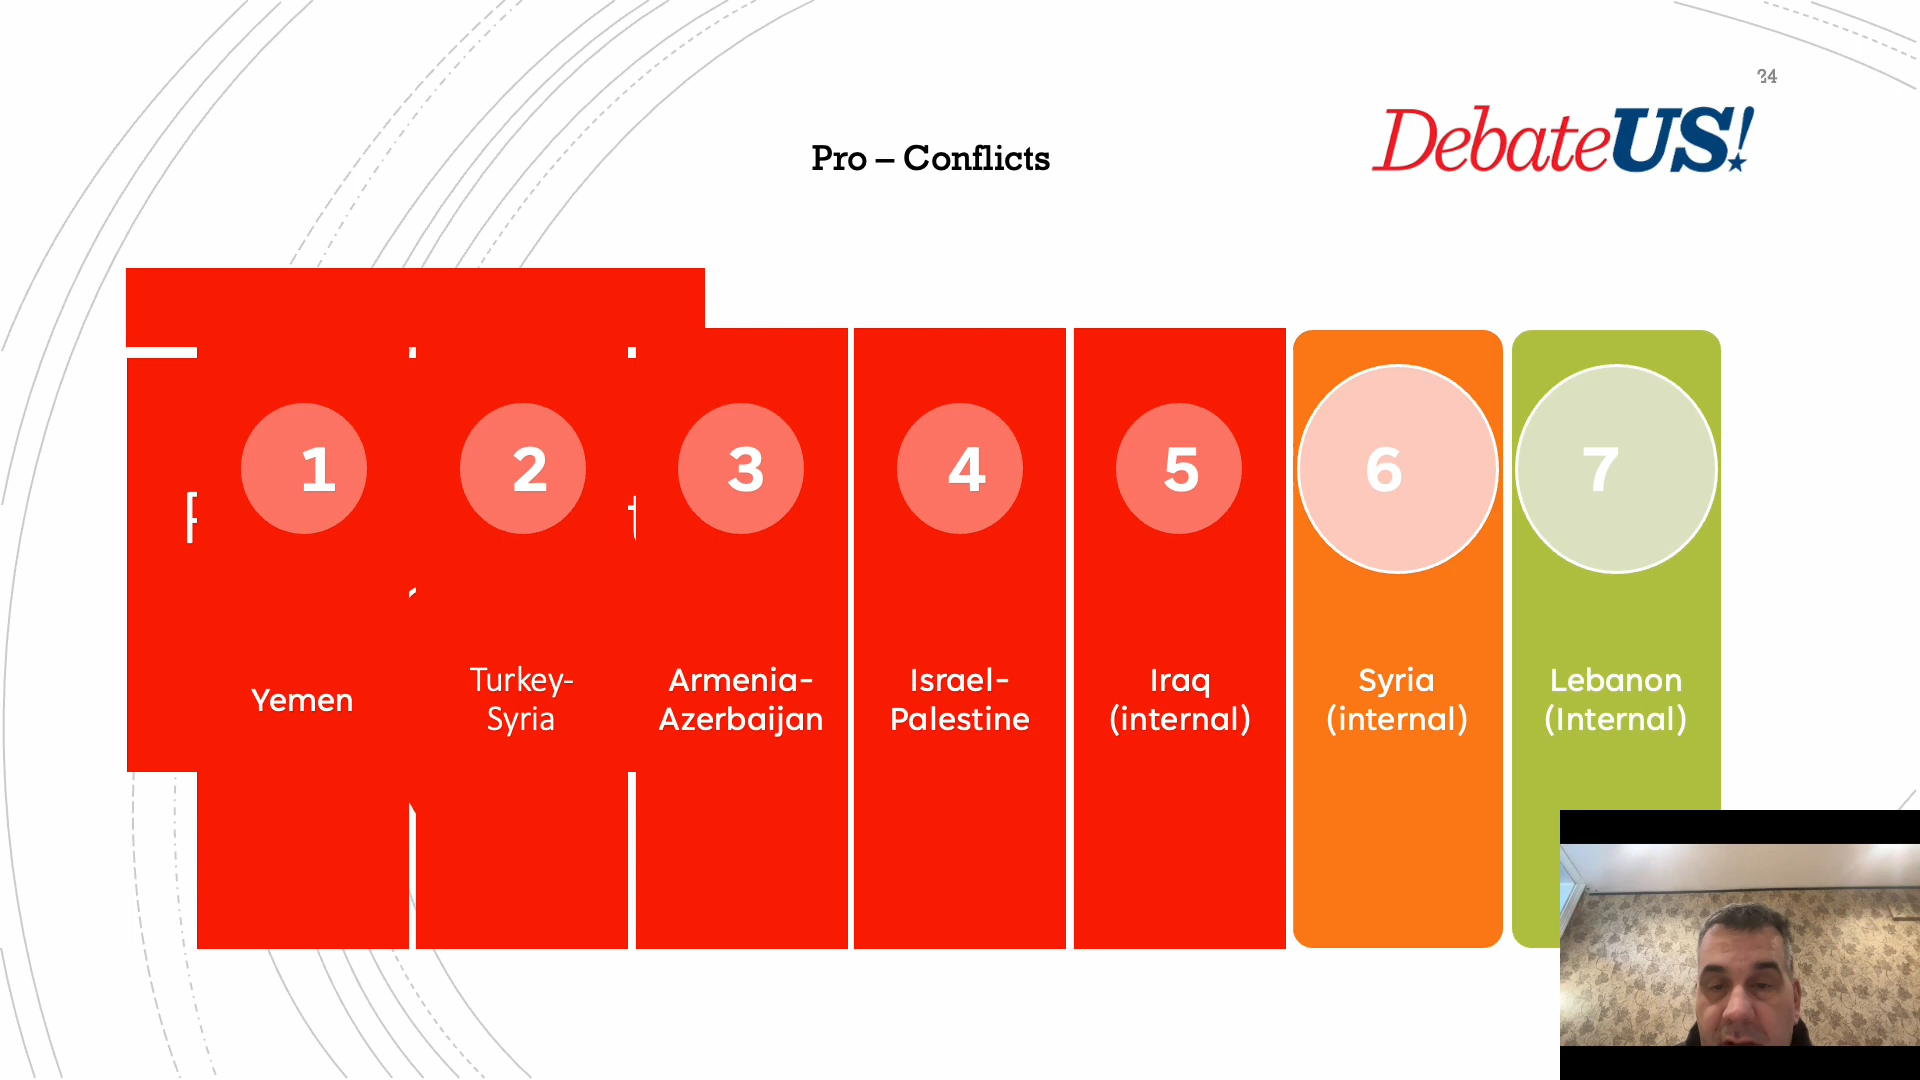 24
DebateUS!
Pro – Conflicts
1
2
3
4
5
6
7
Yemen
Turkey-
Syria
Armenia-
Azerbaijan
Israel-
Palestine
Iraq
(internal)
Syria
(internal)
Lebanon
(Internal)